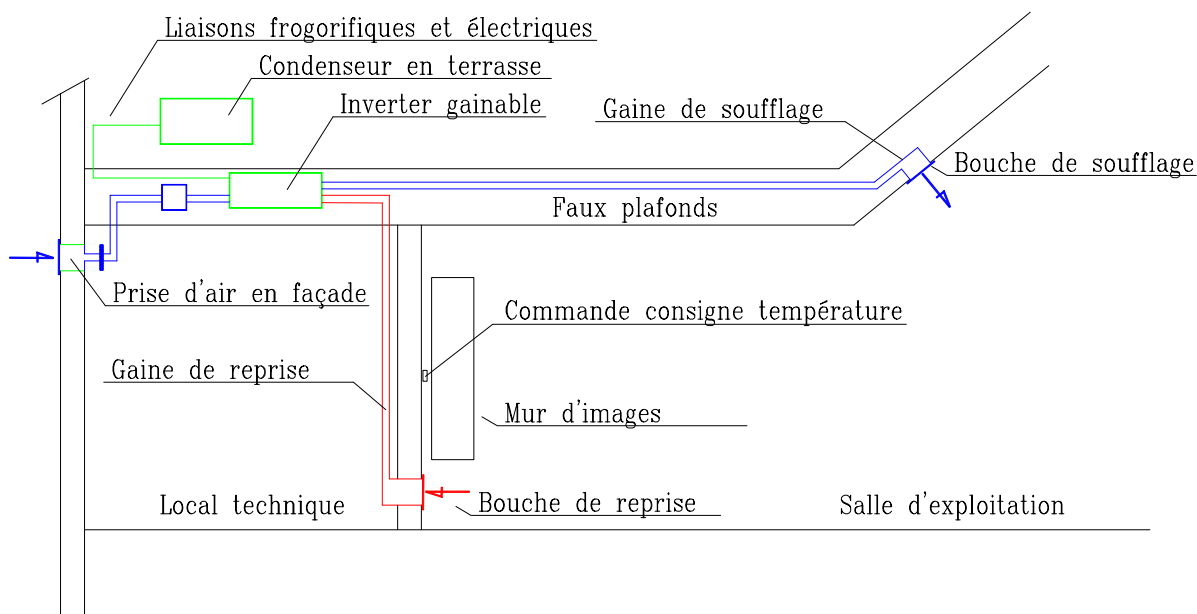 Liaisons frogorifiques et électriques
Condenseur en terrasse
Inverter gainable
Gaine de soufflage
Bouche de soufflage
Faux plafonds
Prise d'air en façade
Commande consigne température
Gaine de reprise
Mur d'images
Local technique
Bouche de reprise
Salle d'exploitation